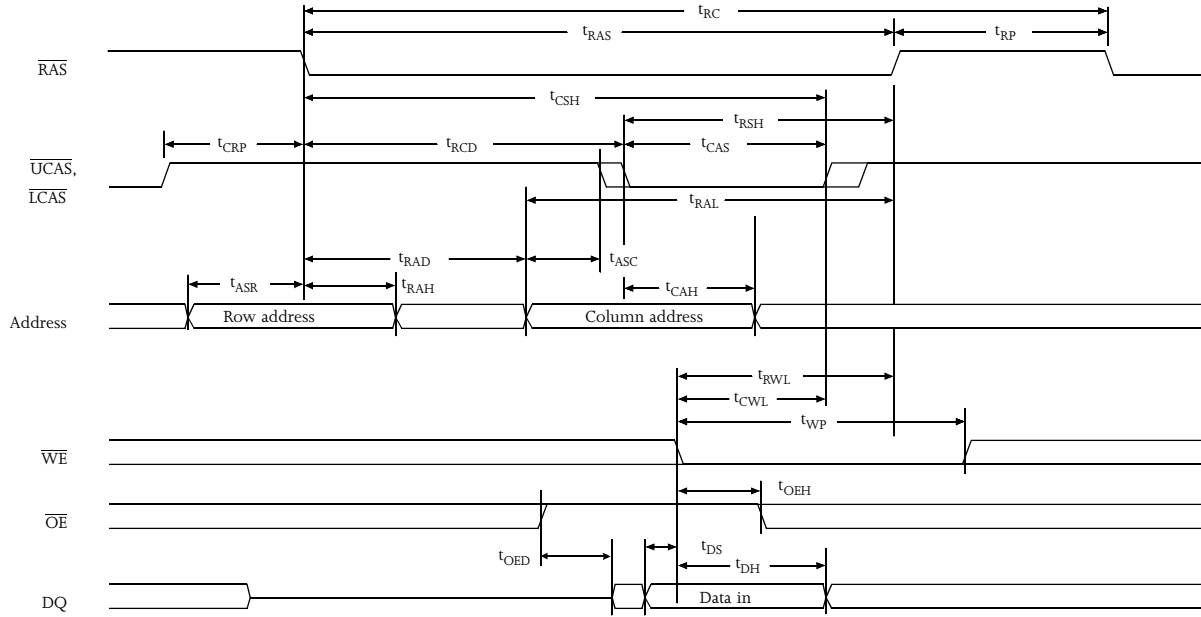 tRC
tRAS
tRP
RAS
tCSH
tRSH
tCRP
tRCD
tCAS
UCAS,
LCAS
tRAL
tRAD
tASC
tASR
tRAH
tCAH
Address
Row address
Column address
tRWL
tCWL
tWP
WE
tOEH
OE
tOED
tDS
tDH
DQ
Data in